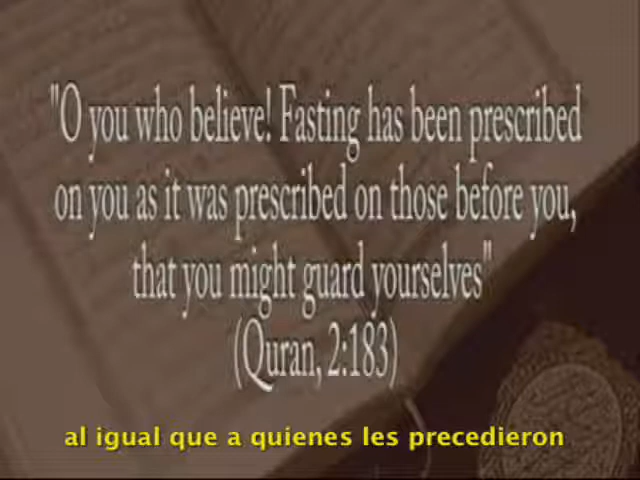 "O you who believe! Fasting has been prescribed
on you as it was prescribed on those before you,
that you might guard yourselves"
(Quran, 2:183)
al igual que a quienes les precedieron